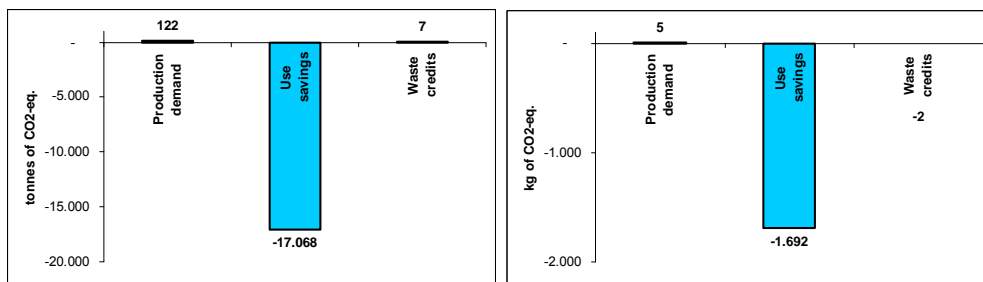 122
7
-
-5.000
-10.000
-15.000
-20.000
tonnes of CO2-eq.
Production
demand
Use
savings
Waste
credits
-17.068
5
-
-1.000
-2.000
kg of CO2-eq.
Production
demand
Use
savings
Waste
credits
-2
-1.692